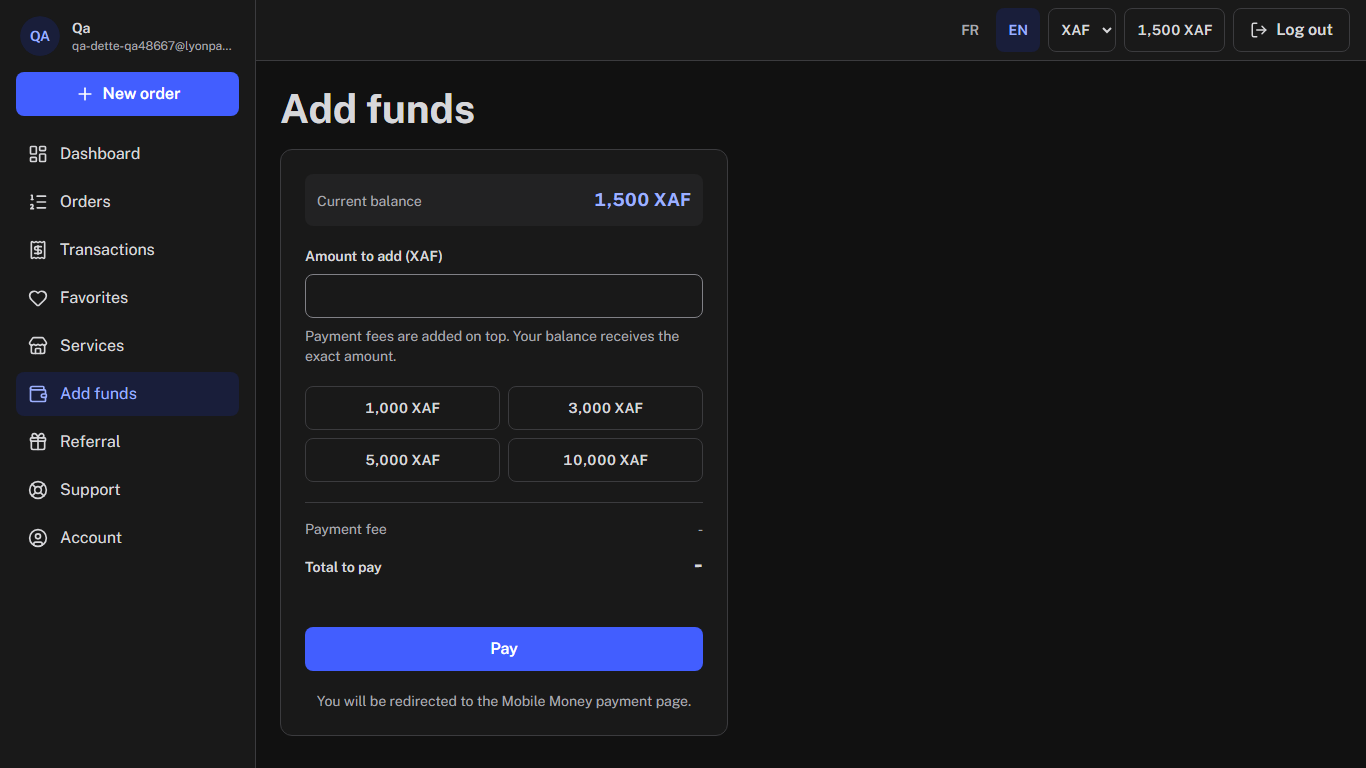 QA
Qa
qa-dette-qa48667@lyonpa...
New order
Dashboard
Orders
Transactions
Favorites
Services
Add funds
Referral
Support
Account
FR
EN
XAF
1,500 XAF
Log out
Add funds
Current balance
1,500 XAF
Amount to add (XAF)
Payment fees are added on top. Your balance receives the
exact amount.
1,000 XAF
3,000 XAF
5,000 XAF
10,000 XAF
Payment fee
-
Total to pay
-
Pay
You will be redirected to the Mobile Money payment page.